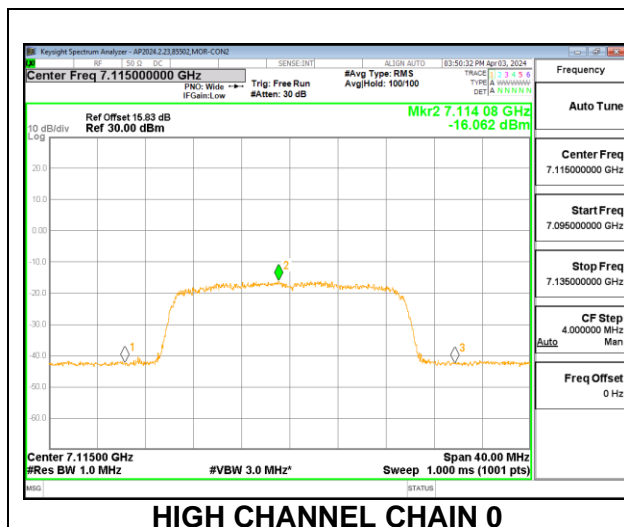 Keysight Spectrum Analyzer - AP2024.2.23,85502,MOR-CON2
RF 50 Ω DC SENSE:INT ALIGN AUTO 03:50:32 PM Apr 03, 2024
Center Freq 7.115000000 GHz
PNO: Wide
IFGain:Low
Trig: Free Run
#Atten: 30 dB
#Avg Type: RMS
Avg|Hold: 100/100
TRACE 1 2 3 4 5 6
TYPE A WWWWW
DET A N N N N N
Frequency
Auto Tune
Center Freq
7.115000000 GHz
Start Freq
7.095000000 GHz
Stop Freq
7.135000000 GHz
CF Step
4.000000 MHz
Auto Man
Freq Offset
0 Hz
Mkr2 7.114 08 GHz
-16.062 dBm
Ref Offset 15.83 dB
10 dB/div Ref 30.00 dBm
Log
20.0
10.0
0.00
-10.0
-20.0
-30.0
-40.0
-50.0
-60.0
1
2
3
Center 7.11500 GHz Span 40.00 MHz
#Res BW 1.0 MHz #VBW 3.0 MHz* Sweep 1.000 ms (1001 pts)
MSG STATUS
HIGH CHANNEL CHAIN 0